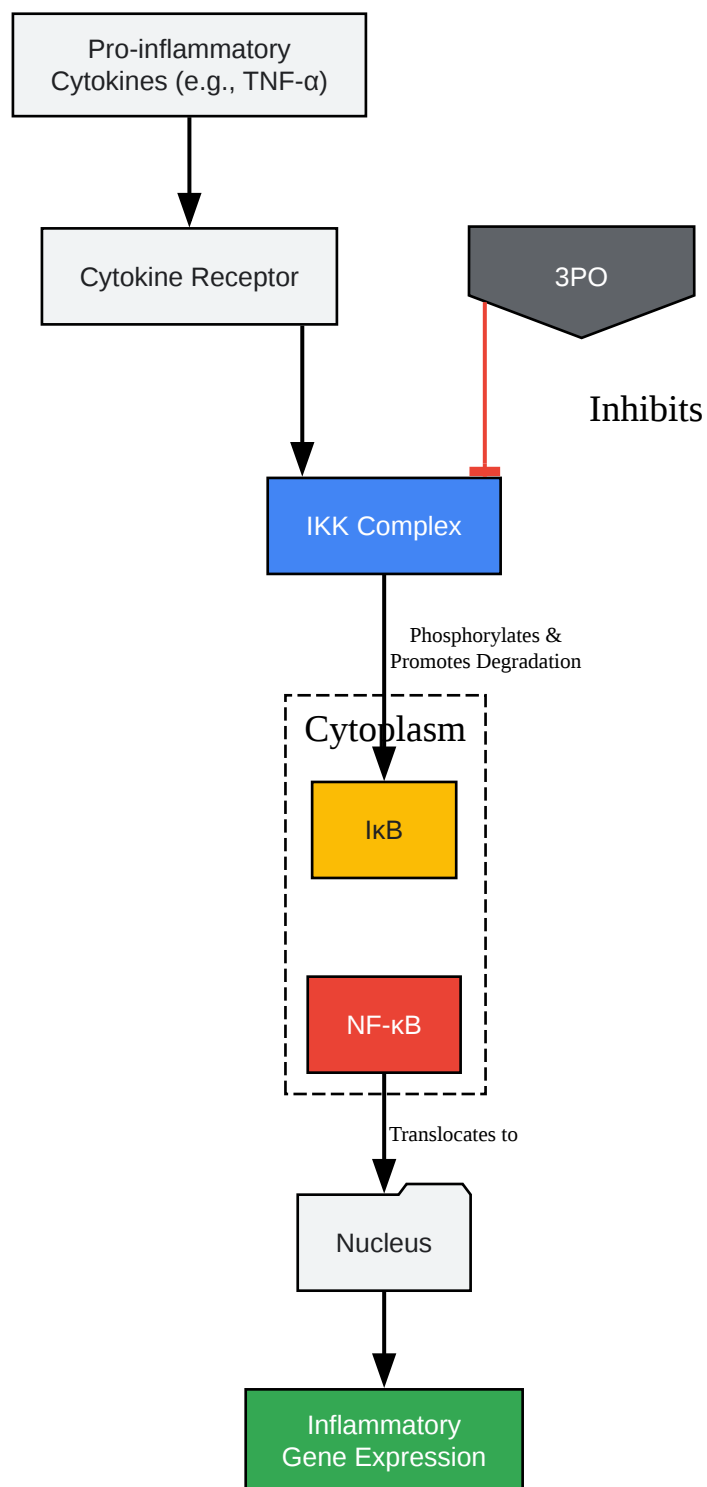 Pro-inflammatory
Cytokines (e.g., TNF-α)
Cytokine Receptor
3PO
Inhibits
IKK Complex
Phosphorylates &
Promotes Degradation
Cytoplasm
IκB
NF-κB
Translocates to
Nucleus
Inflammatory
Gene Expression